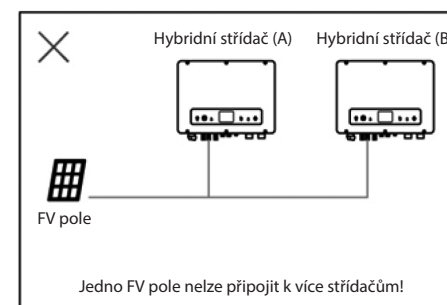 Hybridní střídač (A) Hybridní střídač (B
FV pole
Jedno FV pole nelze připojit k více střídačům!